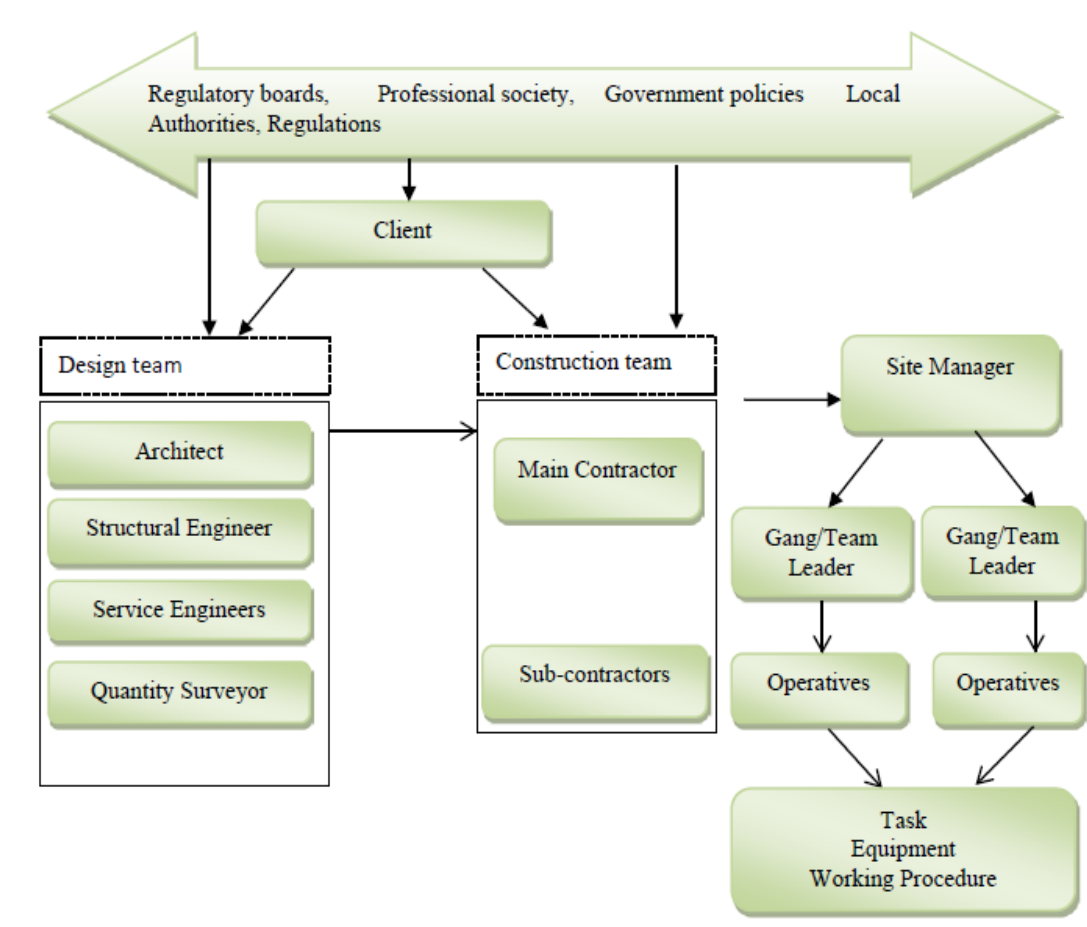 Regulatory boards, Professional society, Government policies Local
Authorities, Regulations
Client
Design team
Construction team
Site Manager
Architect
Structural Engineer
Service Engineers
Quantity Surveyor
Main Contractor
Sub-contractors
Gang/Team
Leader
Gang/Team
Leader
Operatives
Operatives
Task
Equipment
Working Procedure